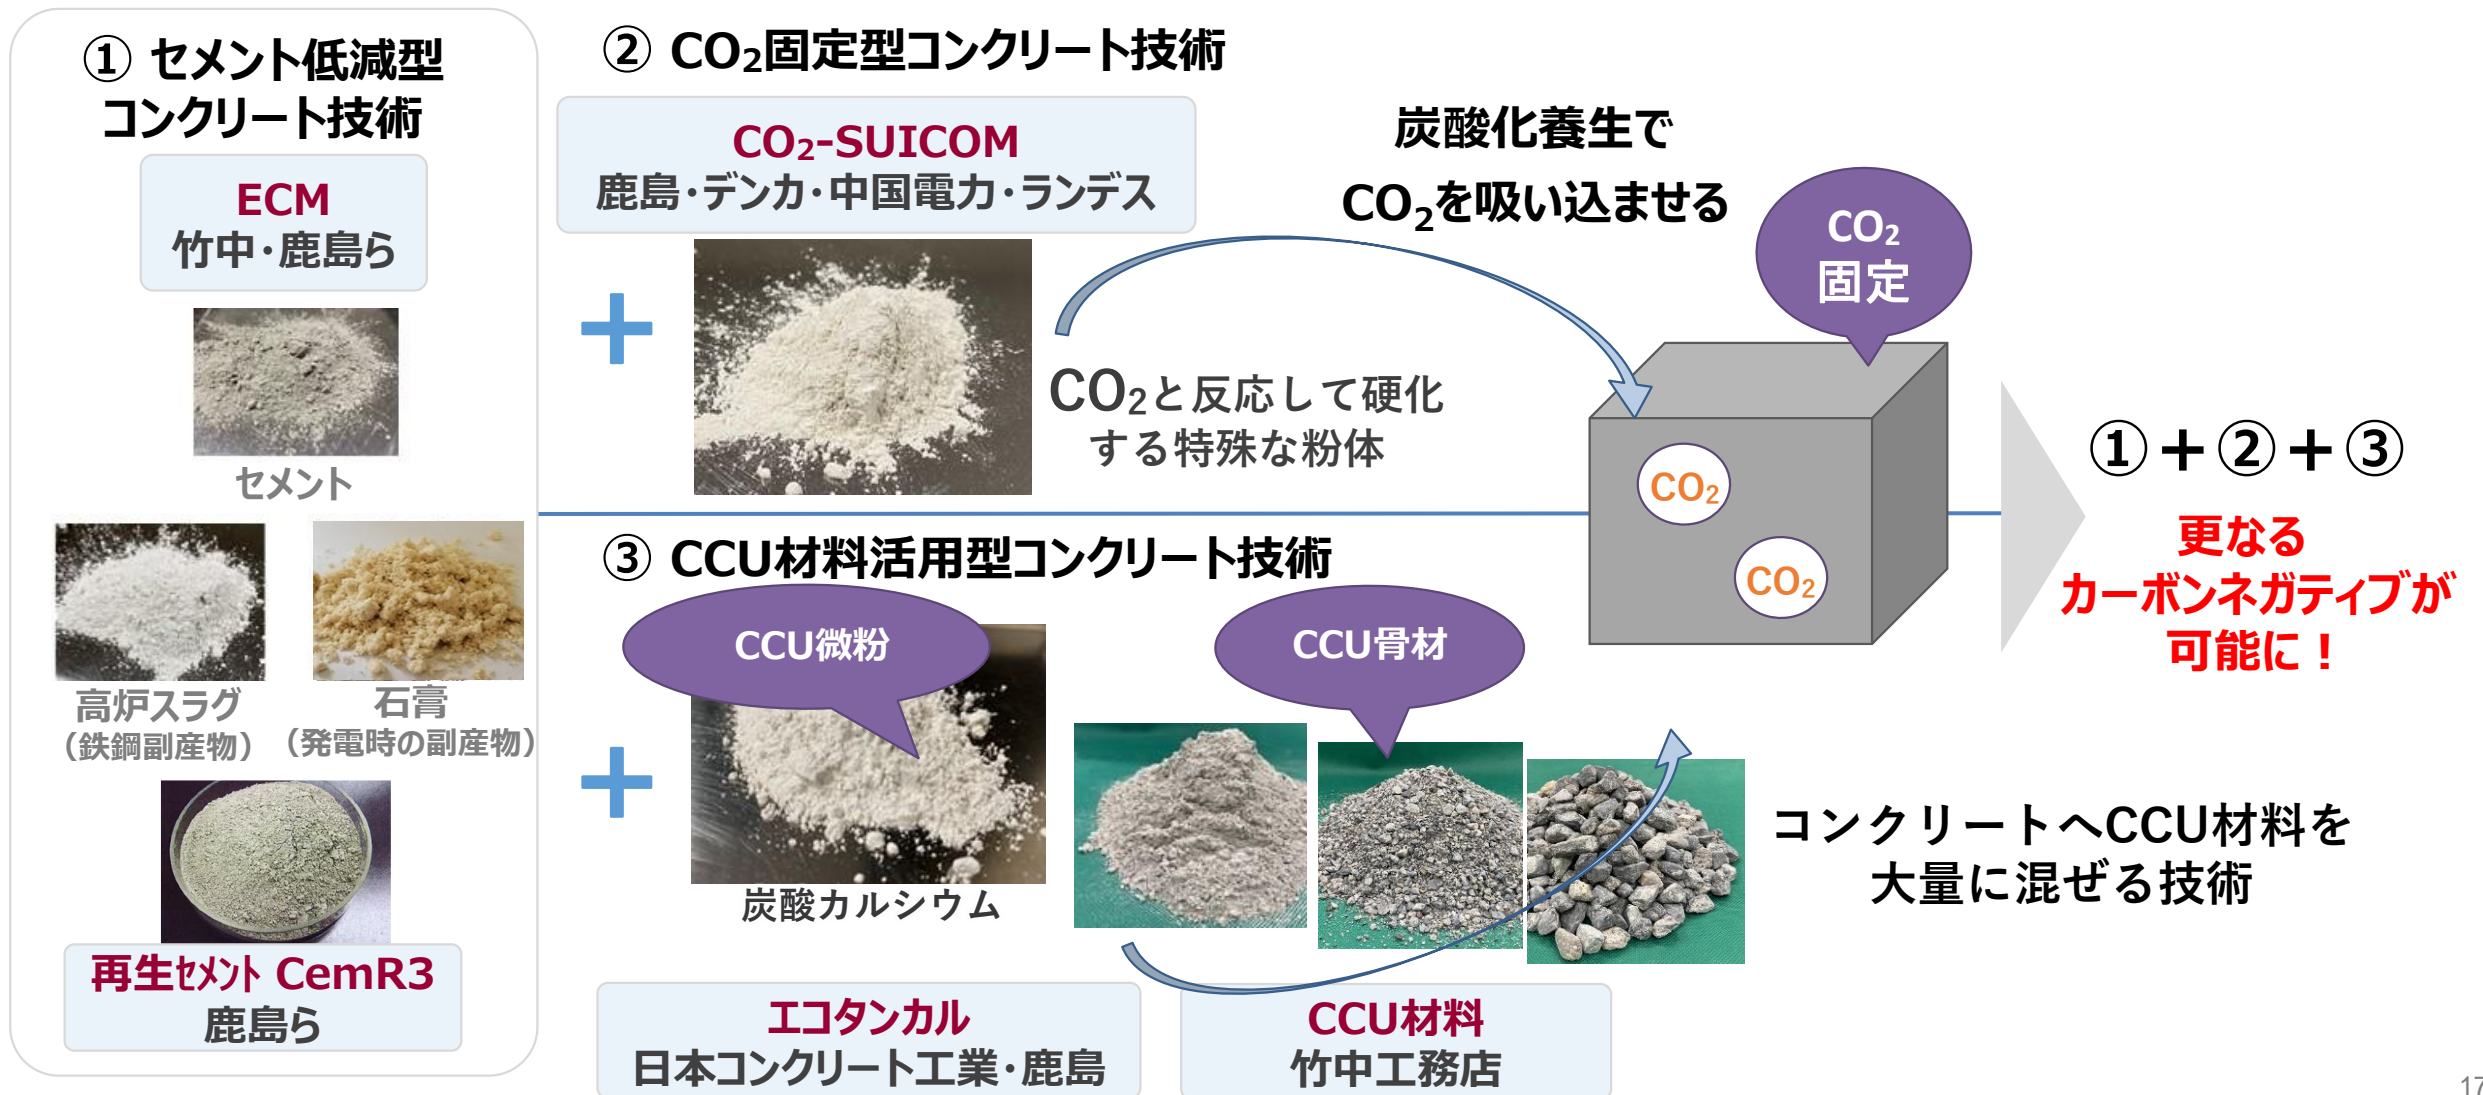 ① セメント低減型
コンクリート技術
ECM
竹中・鹿島ら
セメント
高炉スラグ
（鉄鋼副産物）
石膏
（発電時の副産物）
再生セメント CemR3
鹿島ら
② CO₂固定型コンクリート技術
CO₂-SUICOM
鹿島・デンカ・中国電力・ランデス
炭酸化養生で
CO₂を吸い込ませる
CO₂
固定
CO₂と反応して硬化
する特殊な粉体
CO₂
CO₂
③ CCU材料活用型コンクリート技術
CCU微粉
CCU骨材
炭酸カルシウム
コンクリートへCCU材料を
大量に混ぜる技術
エコタンカル
日本コンクリート工業・鹿島
CCU材料
竹中工務店
①＋②＋③
更なる
カーボンネガティブが
可能に！
17